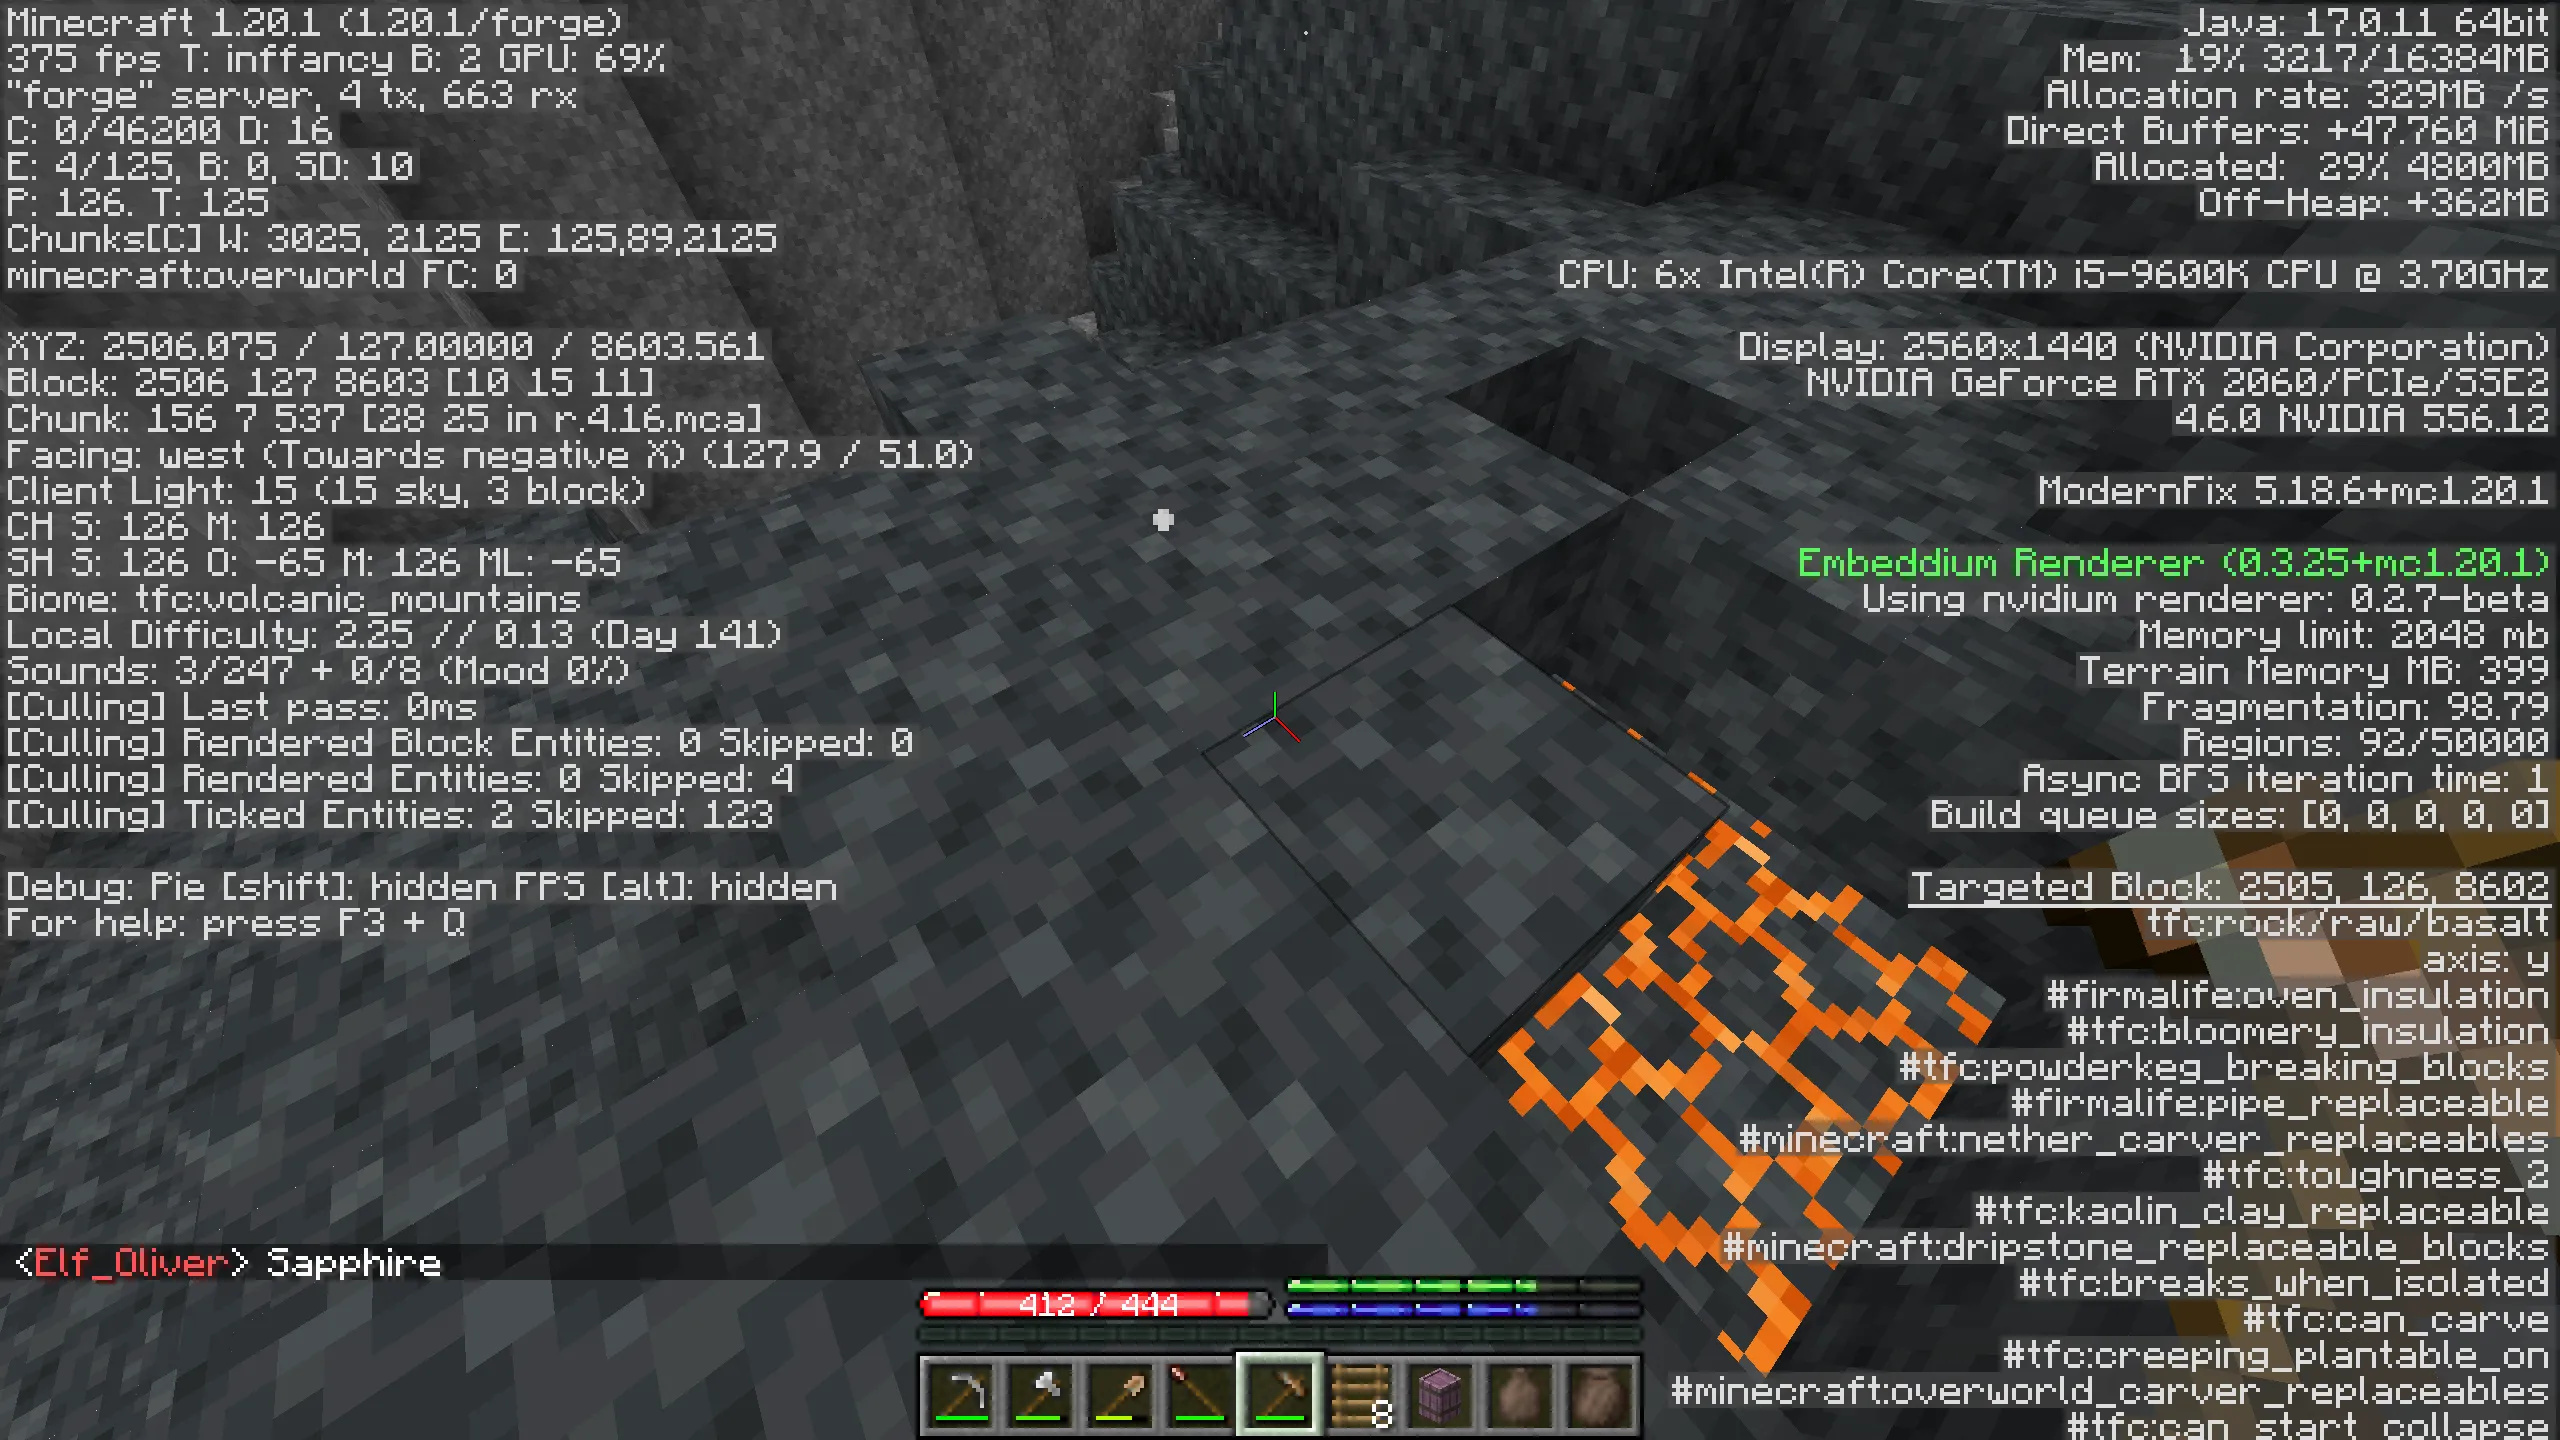 Minecraft 1.20.1 (1.20.1/forge)
375 fps T: inffancy B: 2 GPU: 69%
"forge" server, 4 tx, 663 rx
C: 0/46200 D: 16
E: 4/125, B: 0, SD: 10
P: 126. T: 125
Chunks[C] W: 3025, 2125 E: 125,89,2125
minecraft:overworld FC: 0
XYZ: 2506.075 / 127.00000 / 8603.561
Block: 2506 127 8603 [10 15 11]
Chunk: 156 7 537 [28 25 in r.4.16.mca]
Facing: west (Towards negative X) (127.9 / 51.0)
Client Light: 15 (15 sky, 3 block)
CH S: 126 M: 126
SH S: 126 O: -65 M: 126 ML: -65
Biome: tfc:volcanic_mountains
Local Difficulty: 2.25 // 0.13 (Day 141)
Sounds: 3/247 + 0/8 (Mood 0%)
[Culling] Last pass: 0ms
[Culling] Rendered Block Entities: 0 Skipped: 0
[Culling] Rendered Entities: 0 Skipped: 4
[Culling] Ticked Entities: 2 Skipped: 123
Debug: Pie [shift]: hidden FPS [alt]: hidden
For help: press F3 + Q
Java: 17.0.11 64bit
Mem: 19% 3217/16384MB
Allocation rate: 329MB /s
Direct Buffers: +47.760 MiB
Allocated: 29% 4800MB
Off-Heap: +362MB
CPU: 6x Intel(R) Core(TM) i5-9600K CPU @ 3.70GHz
Display: 2560x1440 (NVIDIA Corporation)
NVIDIA GeForce RTX 2060/PCIe/SSE2
4.6.0 NVIDIA 556.12
ModernFix 5.18.6+mc1.20.1
Embeddium Renderer (0.3.25+mc1.20.1)
Using nvidium renderer: 0.2.7-beta
Memory limit: 2048 mb
Terrain Memory MB: 399
Fragmentation: 98.79
Regions: 92/50000
Async BFS iteration time: 1
Build queue sizes: [0, 0, 0, 0, 0]
Targeted Block: 2505, 126, 8602
tfc:rock/raw/basalt
axis: y
#firmalife:oven_insulation
#tfc:bloomery_insulation
#tfc:powderkeg_breaking_blocks
#firmalife:pipe_replaceable
#minecraft:nether_carver_replaceables
#tfc:toughness_2
#tfc:kaolin_clay_replaceable
#minecraft:dripstone_replaceable_blocks
#tfc:breaks_when_isolated
#tfc:can_carve
#tfc:creeping_plantable_on
#minecraft:overworld_carver_replaceables
#tfc:can_start_collapse
<Elf_Oliver> Sapphire
412 / 444
8